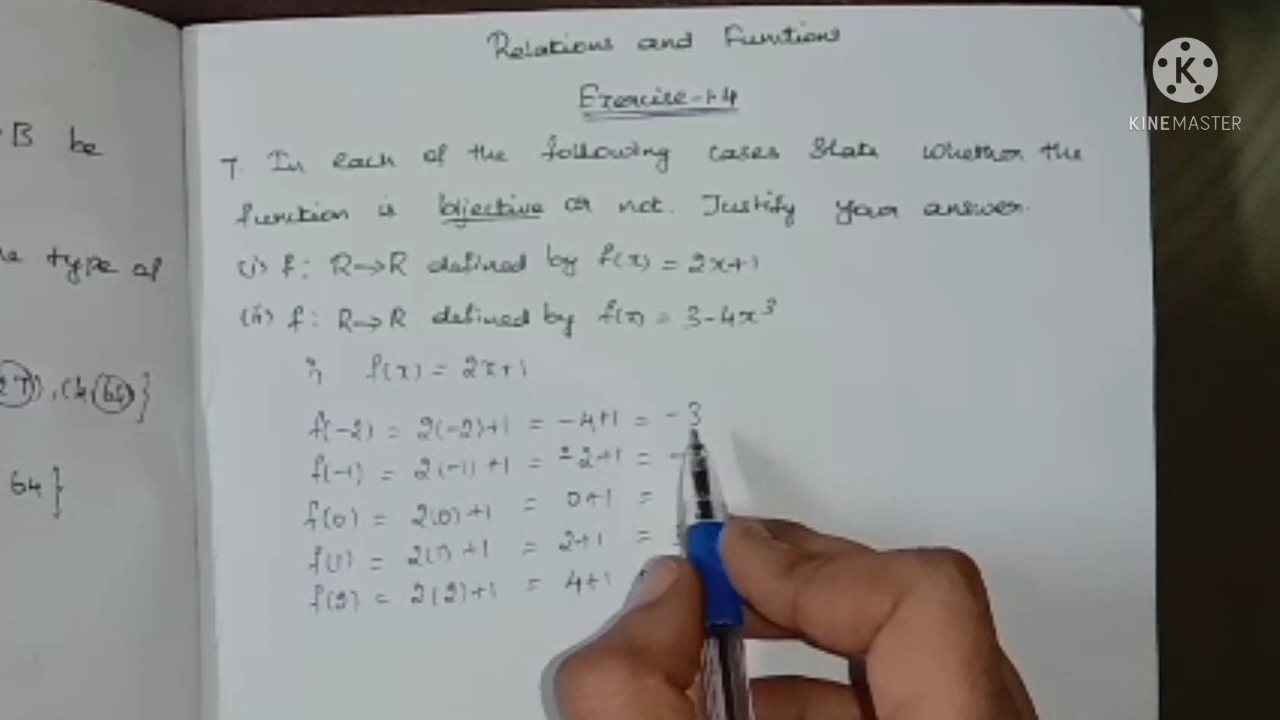 Relations and Functions
Exercise-1.4
7. In each of the following cases State whether the
function is bijective or not. Justify your answer.
(i) f: R→R defined by f(x) = 2x+1
(ii) f: R→R defined by f(x) = 3-4x³
i) f(x) = 2x+1
f(-2) = 2(-2)+1 = -4+1 = -3
f(-1) = 2(-1)+1 = -2+1 = -
f(0) = 2(0)+1 = 0+1 =
f(1) = 2(1)+1 = 2+1 =
f(2) = 2(2)+1 = 4+1
B be
type of
64}
K
KINEMASTER